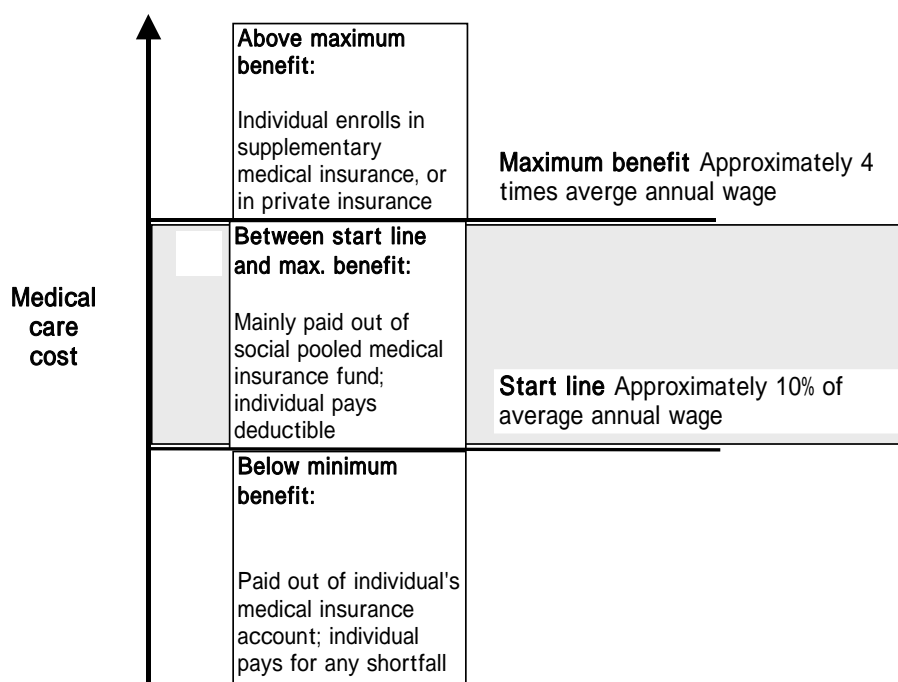 Above maximum
benefit:
Individual enrolls in
supplementary
medical insurance, or
in private insurance
Maximum benefit Approximately 4
times averge annual wage
Between start line
and max. benefit:
Medical
care
cost
Mainly paid out of
social pooled medical
insurance fund;
individual pays
deductible
Start line Approximately 10% of
average annual wage
Below minimum
benefit:
Paid out of individual's
medical insurance
account; individual
pays for any shortfall